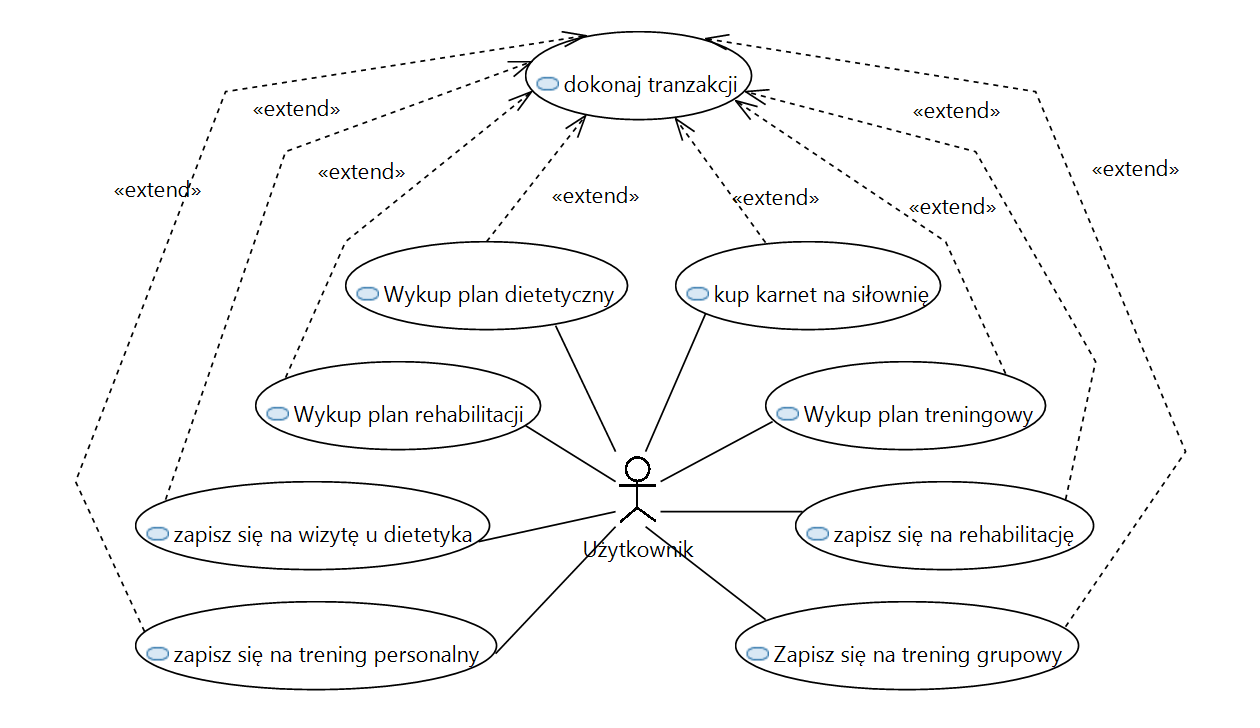 dokonaj tranzakcji
«extend»
«extend»
«extend»
«extend»
«extend»
«extend»
«extend»
«extend»
Wykup plan dietetyczny
kup karnet na siłownię
Wykup plan rehabilitacji
Wykup plan treningowy
zapisz się na wizytę u dietetyka
zapisz się na rehabilitację
Użytkownik
zapisz się na trening personalny
Zapisz się na trening grupowy